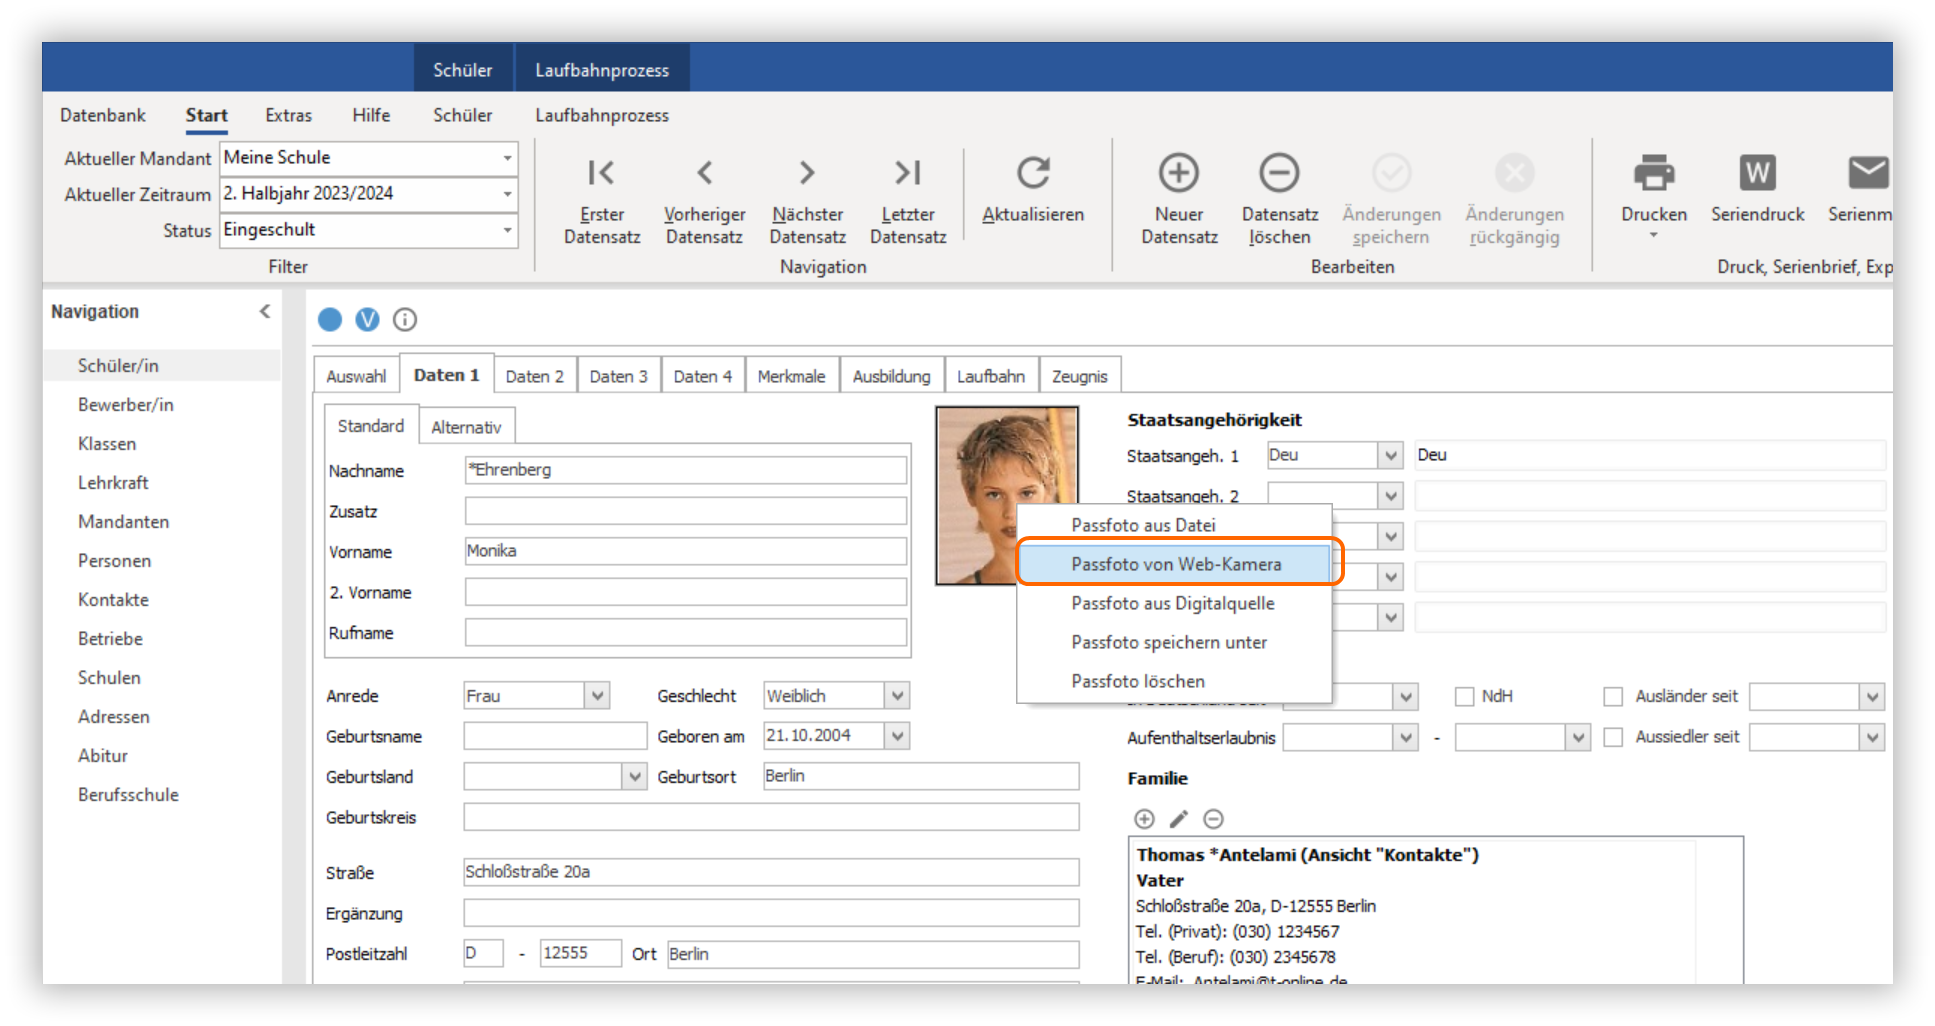 Schüler Laufbahnprozess
Datenbank Start Extras Hilfe Schüler Laufbahnprozess
Aktueller Mandant Meine Schule
Aktueller Zeitraum 2. Halbjahr 2023/2024
Status Eingeschult
Filter
Erster Datensatz
Vorheriger Datensatz
Nächster Datensatz
Letzter Datensatz
Aktualisieren
Navigation
Neuer Datensatz
Datensatz löschen
Änderungen speichern
Änderungen rückgängig
Bearbeiten
Drucken
W
Seriendruck
Serienm
Druck, Serienbrief, Exp
Navigation
Schüler/in
Bewerber/in
Klassen
Lehrkraft
Mandanten
Personen
Kontakte
Betriebe
Schulen
Adressen
Abitur
Berufsschule
V i
Auswahl Daten 1 Daten 2 Daten 3 Daten 4 Merkmale Ausbildung Laufbahn Zeugnis
Standard Alternativ
Nachname *Ehrenberg
Zusatz
Vorname Monika
2. Vorname
Rufname
Anrede Frau Geschlecht Weiblich
Geburtsname Geboren am 21.10.2004
Geburtsland Geburtsort Berlin
Geburtskreis
Straße Schloßstraße 20a
Ergänzung
Postleitzahl D - 12555 Ort Berlin
Passfoto aus Datei
Passfoto von Web-Kamera
Passfoto aus Digitalquelle
Passfoto speichern unter
Passfoto löschen
Staatsangehörigkeit
Staatsangeh. 1 Deu Deu
Staatsangeh. 2
NdH Ausländer seit
Aufenthaltserlaubnis - Aussiedler seit
Familie
Thomas *Antelami (Ansicht "Kontakte")
Vater
Schloßstraße 20a, D-12555 Berlin
Tel. (Privat): (030) 1234567
Tel. (Beruf): (030) 2345678
E-Mail: Antelami@t-online.de